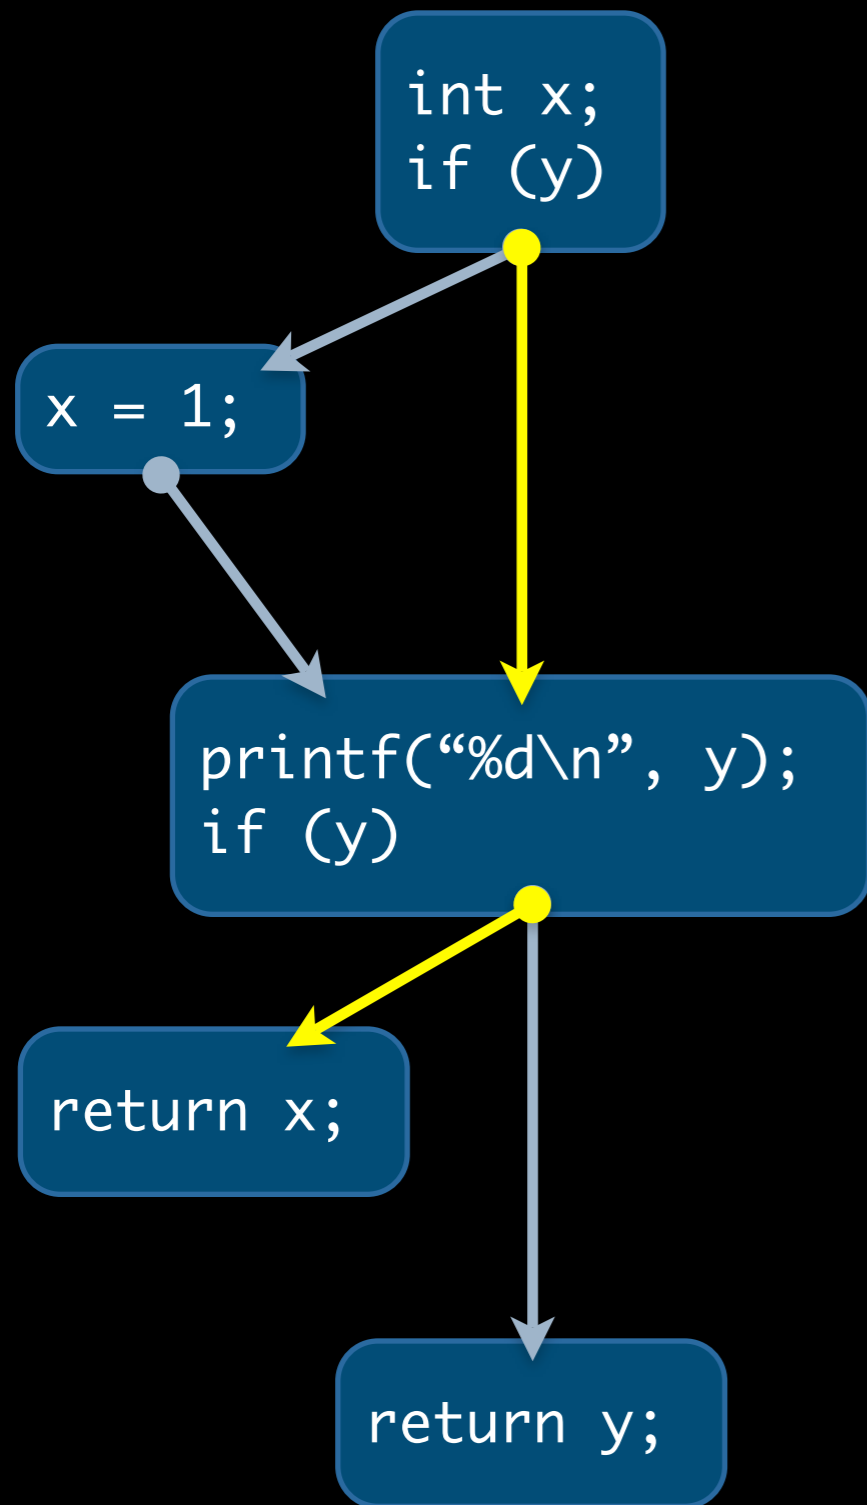 int x;
if (y)
x = 1;
printf(“%d\n”, y);
if (y)
return x;
return y;